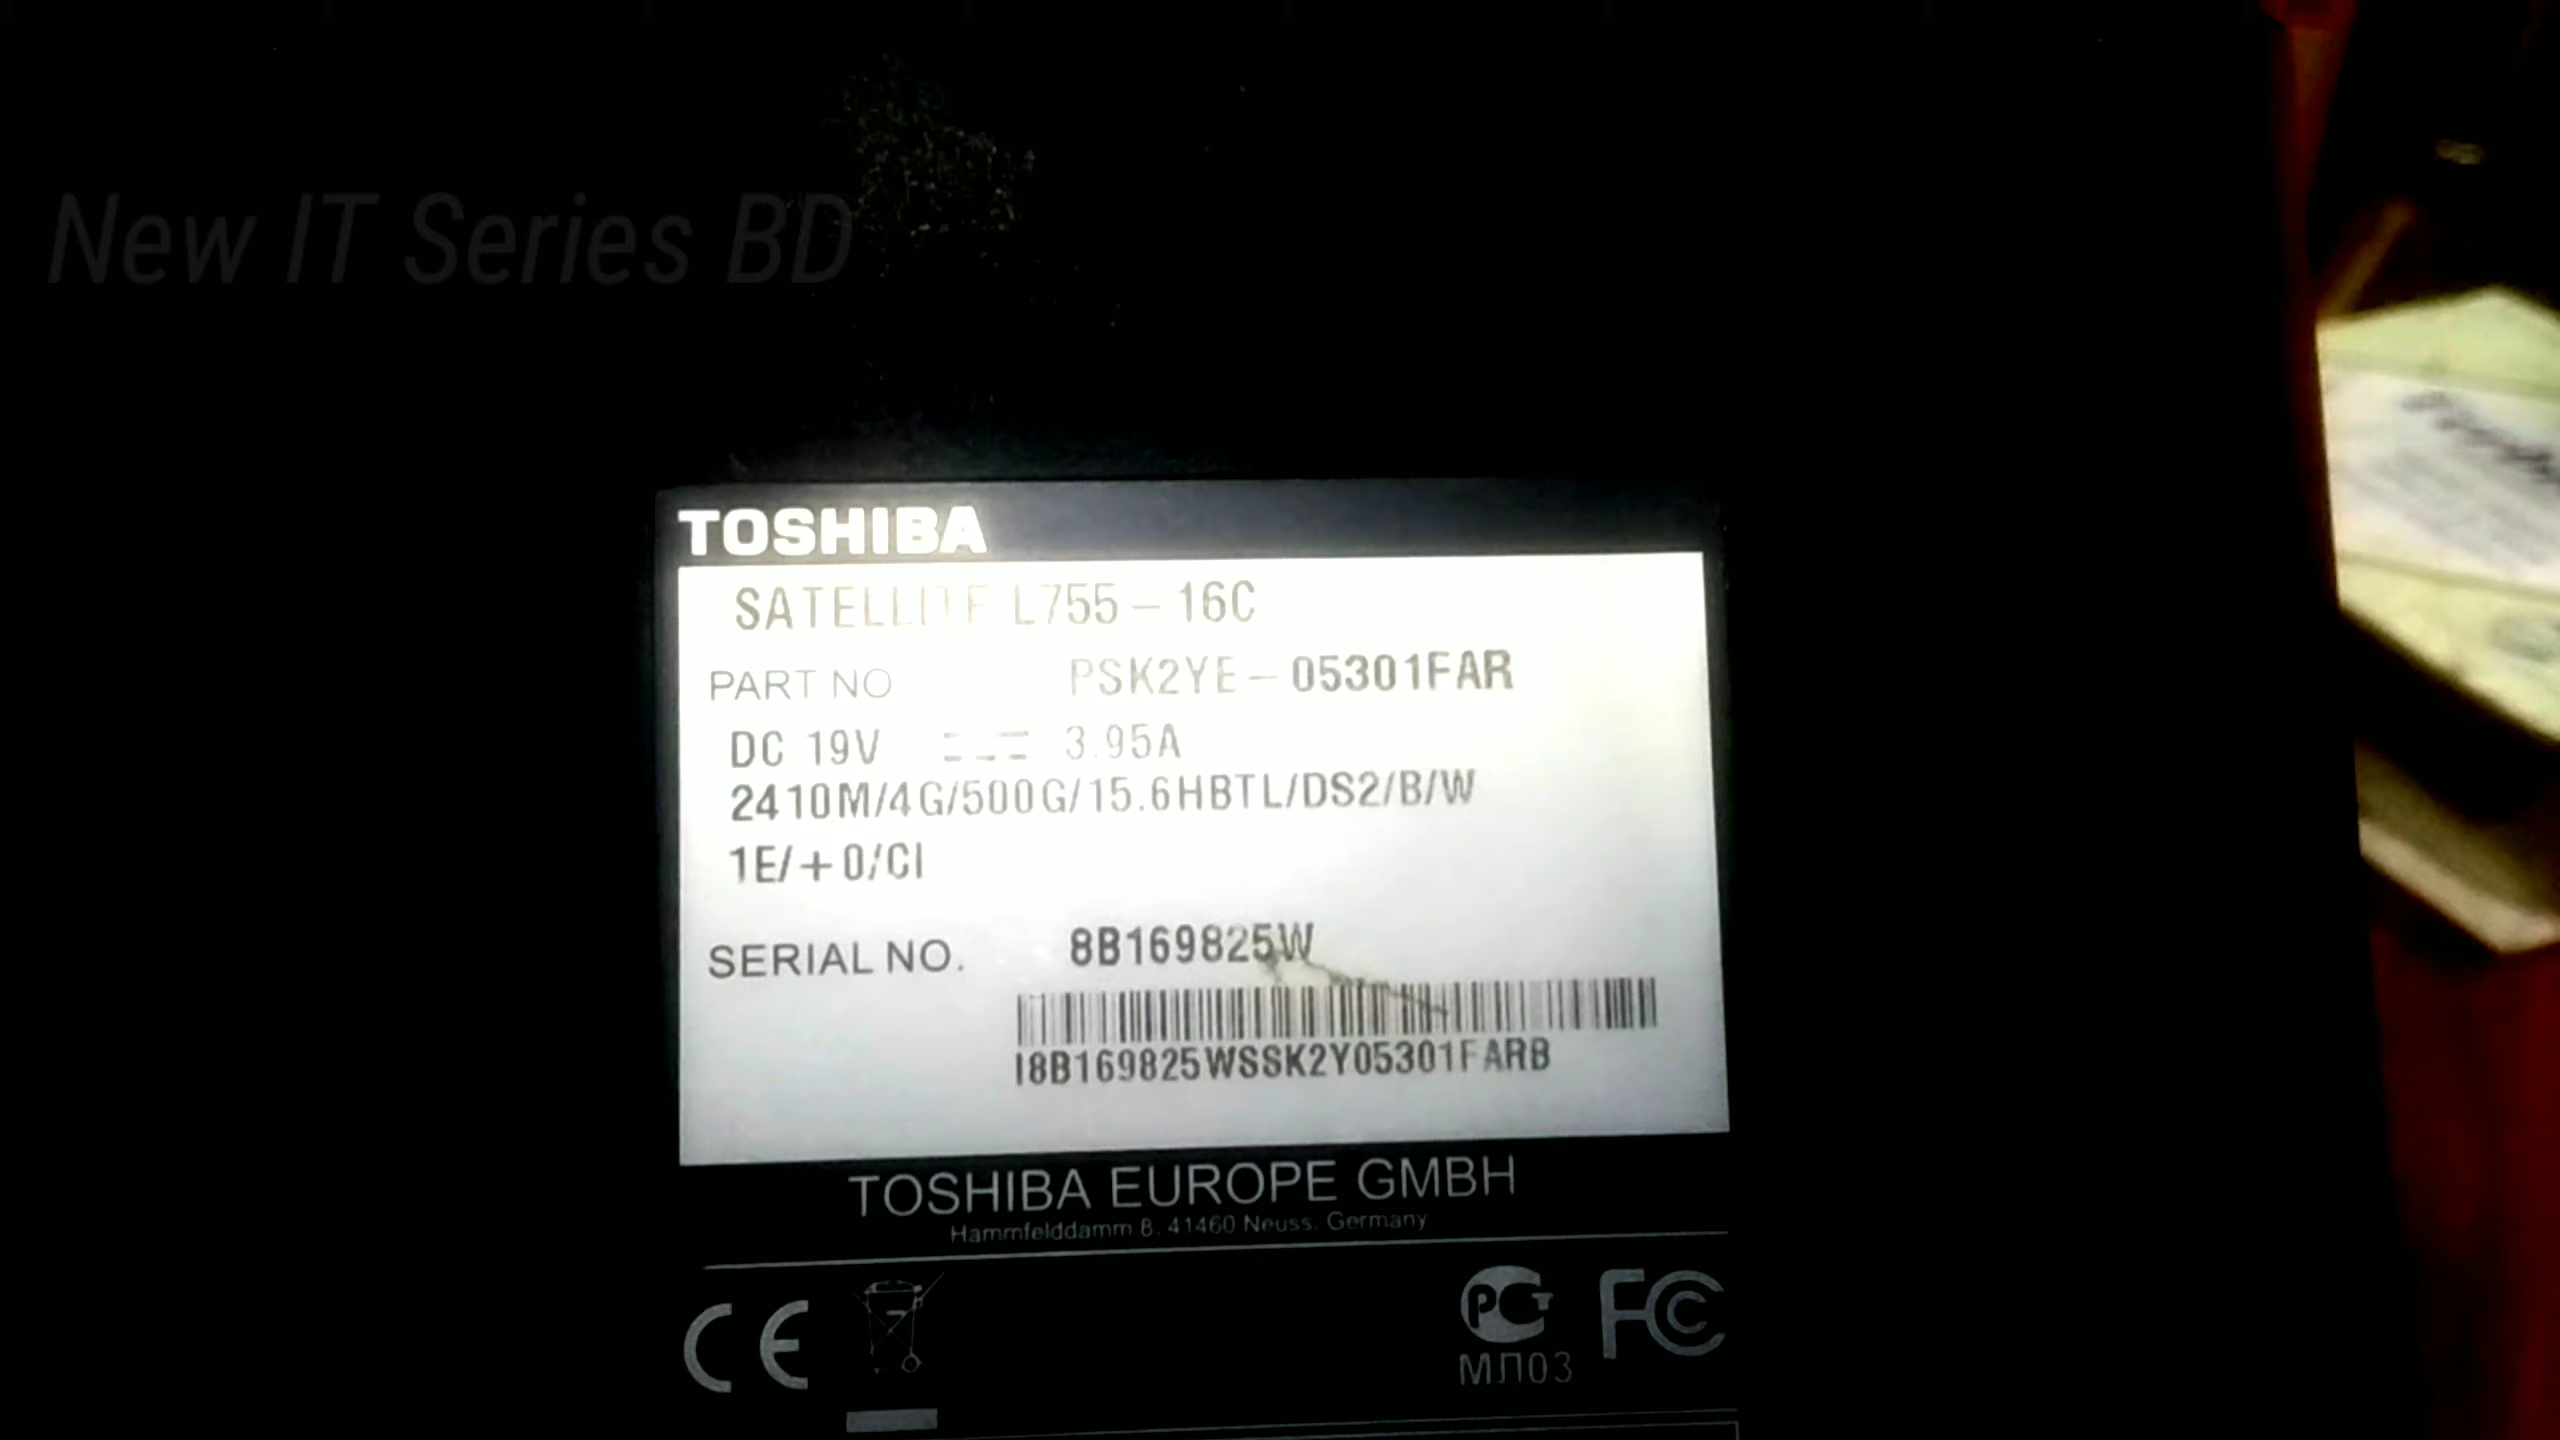 New IT Series BD
TOSHIBA
SATELLITE L755 – 16C
PART NO PSK2YE – 05301FAR
DC 19V 3.95A
2410M/4G/500G/15.6HBTL/DS2/B/W
1E/+0/CI
SERIAL NO. 8B169825W
I8B169825WSSK2Y05301FARB
TOSHIBA EUROPE GMBH
Hammfelddamm 8. 41460 Neuss. Germany
CE
РСТ FC
МЛ03